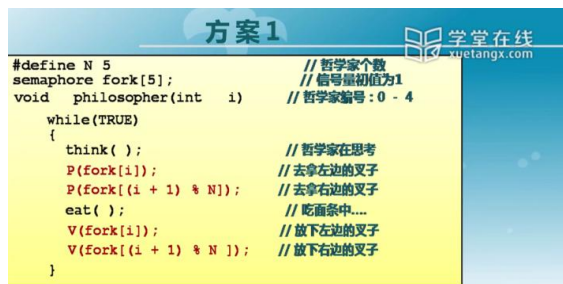 方案1
学堂在线
xuetangx.com
#define N 5 // 哲学家个数
semaphore fork[5]; // 信号量初值为1
void philosopher(int i) // 哲学家编号：0 - 4
while(TRUE)
{
think( ); // 哲学家在思考
P(fork[i]); // 去拿左边的叉子
P(fork[(i + 1) % N]); // 去拿右边的叉子
eat( ); // 吃面条中....
V(fork[i]); // 放下左边的叉子
V(fork[(i + 1) % N ]); // 放下右边的叉子
}